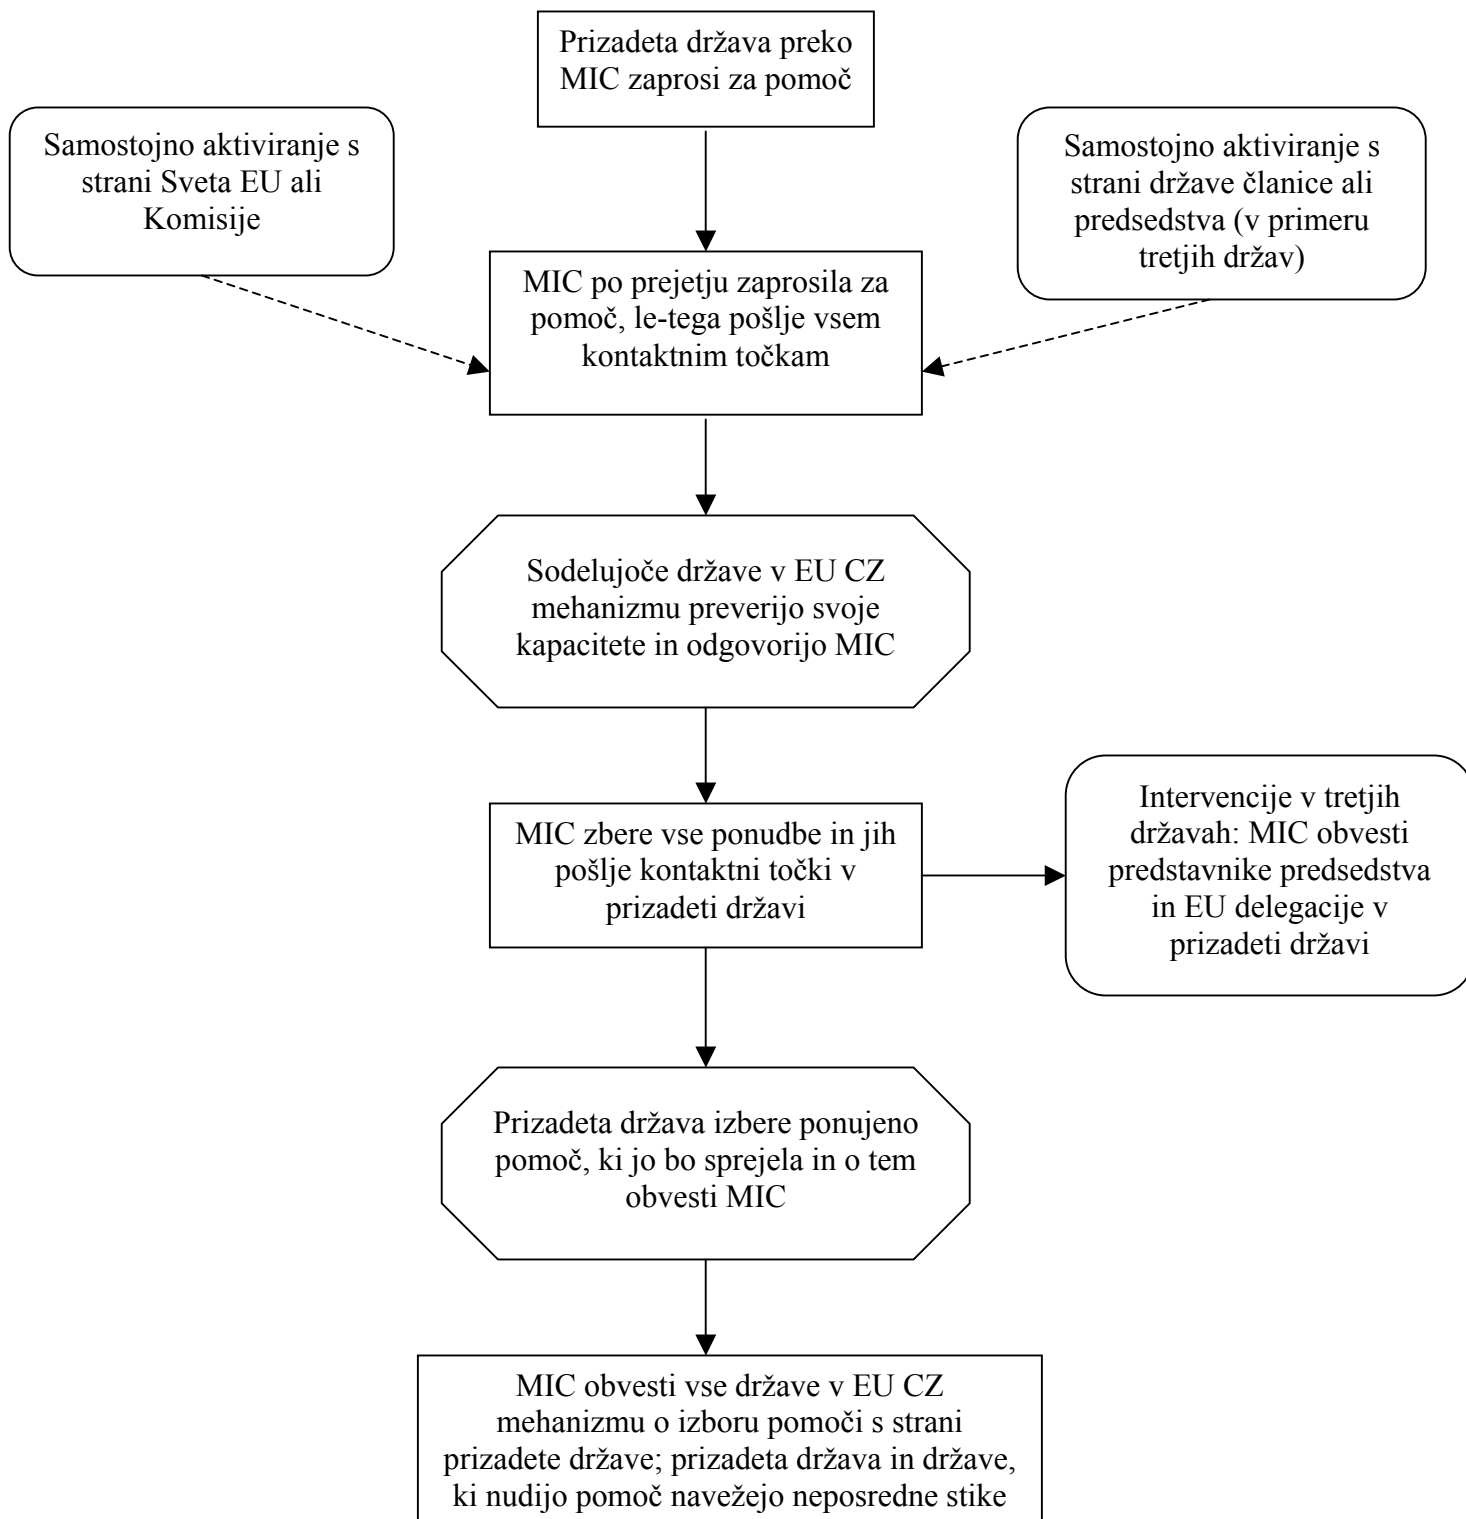 Prizadeta država preko
MIC zaprosi za pomoč
Samostojno aktiviranje s
strani Sveta EU ali
Komisije
Samostojno aktiviranje s
strani države članice ali
predsedstva (v primeru
tretjih držav)
MIC po prejetju zaprosila za
pomoč, le-tega pošlje vsem
kontaktnim točkam
Sodelujoče države v EU CZ
mehanizmu preverijo svoje
kapacitete in odgovorijo MIC
MIC zbere vse ponudbe in jih
pošlje kontaktni točki v
prizadeti državi
Intervencije v tretjih
državah: MIC obvesti
predstavnike predsedstva
in EU delegacije v
prizadeti državi
Prizadeta država izbere ponujeno
pomoč, ki jo bo sprejela in o tem
obvesti MIC
MIC obvesti vse države v EU CZ
mehanizmu o izboru pomoči s strani
prizadete države; prizadeta država in države,
ki nudijo pomoč navežejo neposredne stike